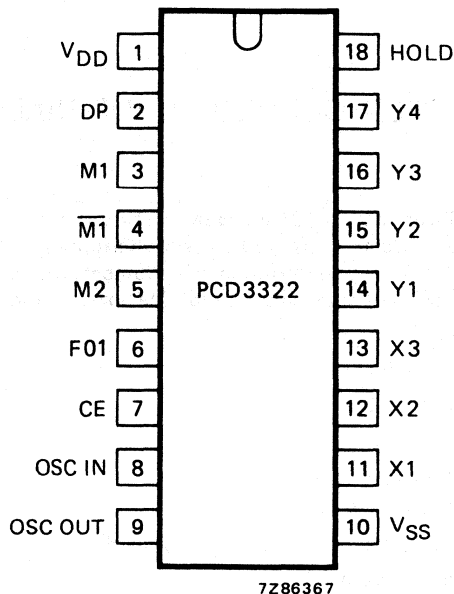 V_DD 1 18 HOLD
DP 2 17 Y4
M1 3 16 Y3
M̅1̅ 4 15 Y2
M2 5 PCD3322 14 Y1
F01 6 13 X3
CE 7 12 X2
OSC IN 8 11 X1
OSC OUT 9 10 V_SS
7Z86367